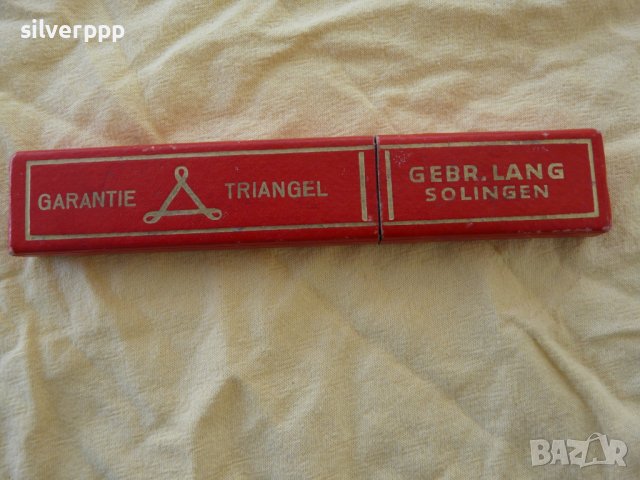 silverppp
GARANTIE TRIANGEL
GEBR. LANG
SOLINGEN
BAZAR